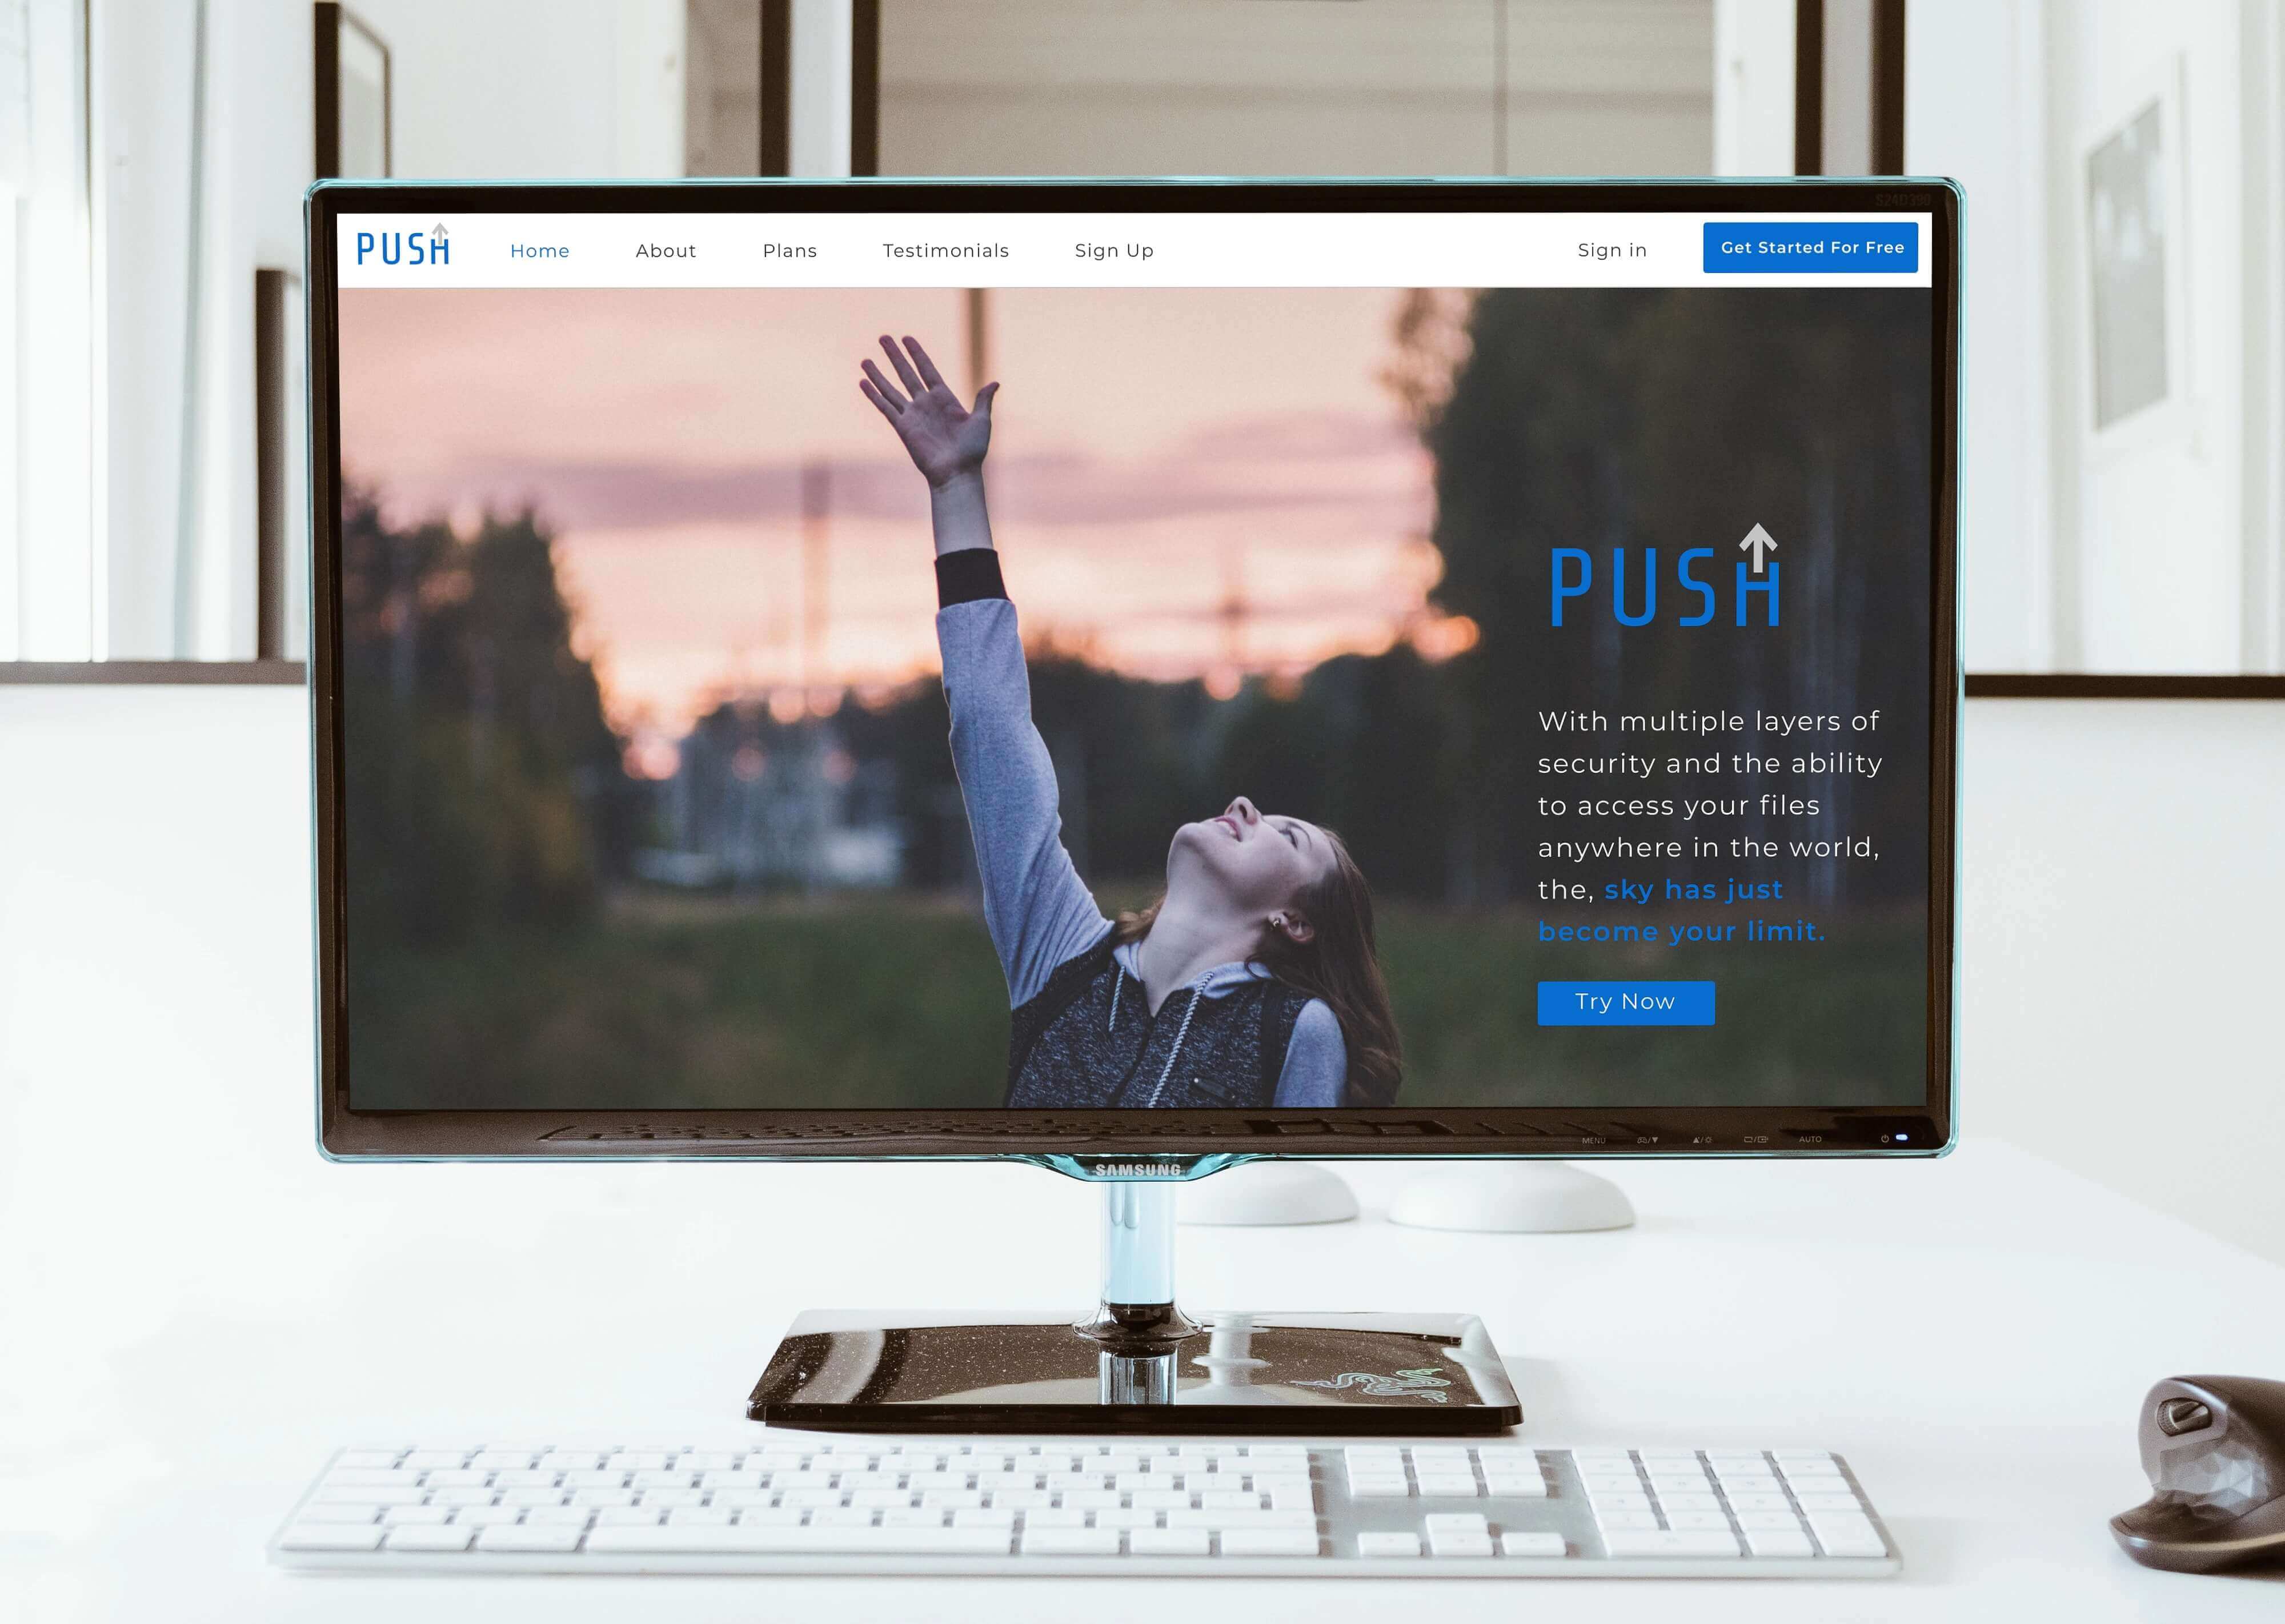 S24D390
PUSH
Home About Plans Testimonials Sign Up Sign in Get Started For Free
PUSH
With multiple layers of
security and the ability
to access your files
anywhere in the world,
the, sky has just
become your limit.
Try Now
MENU AUTO
SAMSUNG